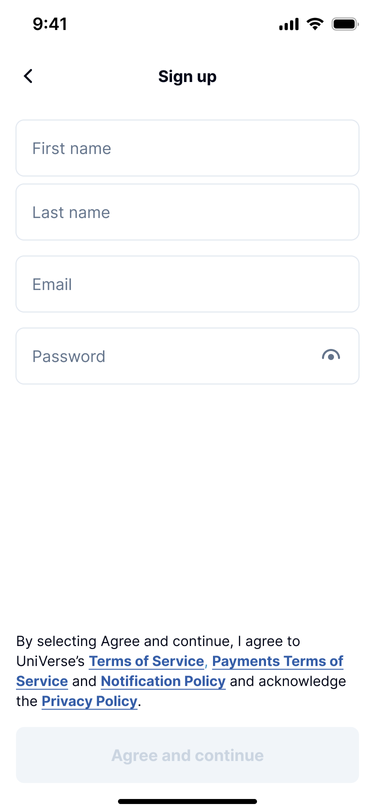 9:41
Sign up
First name
Last name
Email
Password
By selecting Agree and continue, I agree to
UniVerse’s Terms of Service, Payments Terms of
Service and Notification Policy and acknowledge
the Privacy Policy.
Agree and continue